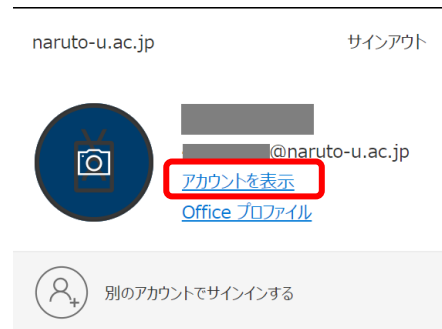 naruto-u.ac.jp サインアウト
@naruto-u.ac.jp
アカウントを表示
Office プロファイル
別のアカウントでサインインする